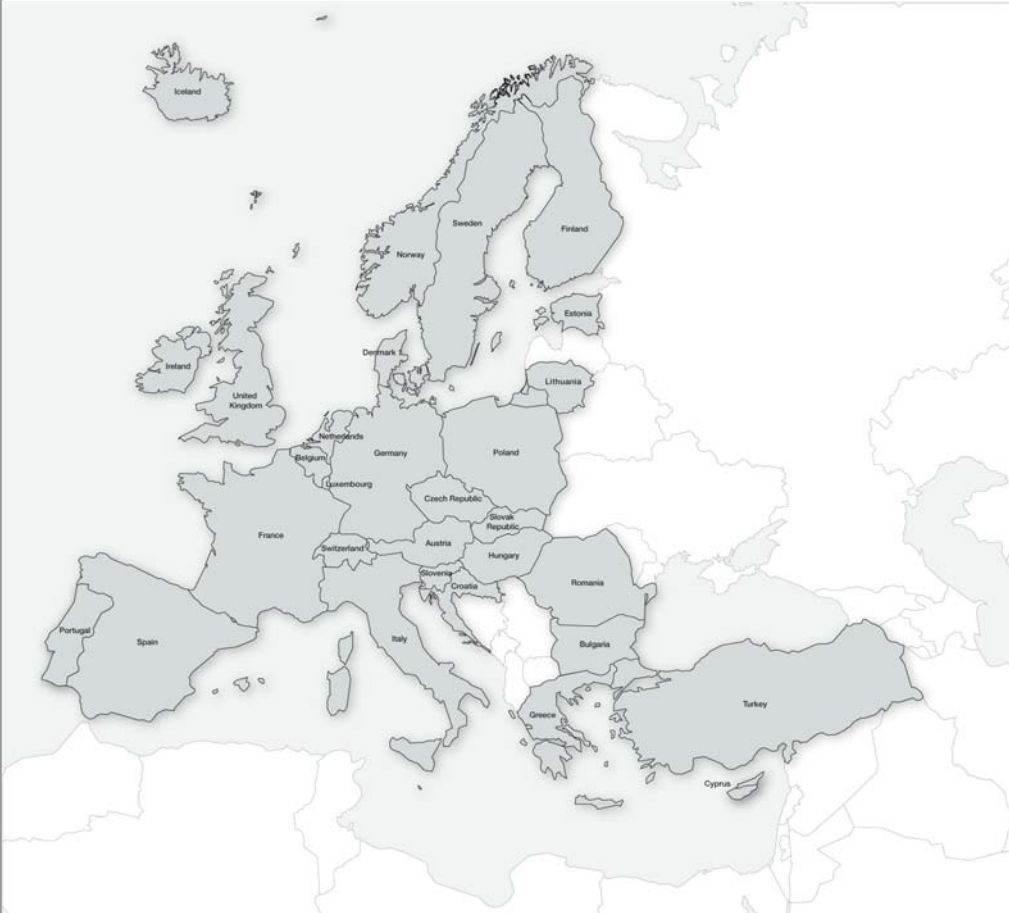 Iceland
Sweden
Finland
Norway
Estonia
Denmark
Ireland
Lithuania
United
Kingdom
Netherlands
Belgium
Germany
Poland
Luxembourg
Czech Republic
Slovak
Republic
France
Switzerland
Austria
Hungary
Slovenia
Croatia
Romania
Portugal
Spain
Italy
Bulgaria
Turkey
Greece
Cyprus